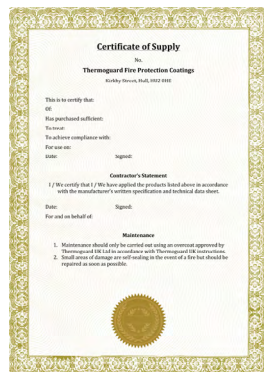 Certificate of Supply
No.
Thermoguard Fire Protection Coatings
Kirkby Street, Hull, HU2
This is to certify that:
Of:
Has purchased sufficient:
To treat:
To achieve compliance with:
For use on:
Date: Signed:
Contractor's Statement
I / We certify that I / We have applied the products listed above in accordance
with the manufacturer's written specification and technical data sheet.
Date: Signed:
For and on behalf of:
Maintenance
1. Maintenance should only be carried out using an overcoat approved by
Thermoguard UK Ltd in accordance with Thermoguard UK instructions.
2. Small areas of damage are self-sealing in the event of a fire but should be
repaired as soon as possible.